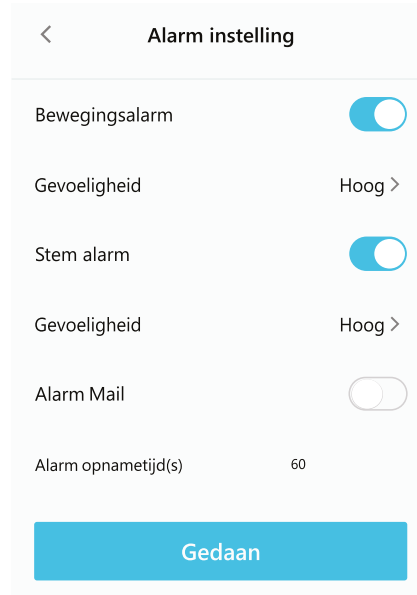 Alarm instelling
Bewegingsalarm
Gevoeligheid Hoog
Stem alarm
Gevoeligheid Hoog
Alarm Mail
Alarm opnametijd(s) 60
Gedaan